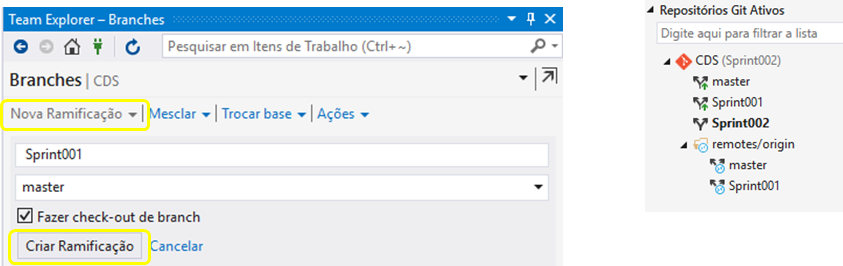 Team Explorer – Branches
Pesquisar em Itens de Trabalho (Ctrl+~)
Branches | CDS
Nova Ramificação | Mesclar | Trocar base | Ações
Sprint001
master
Fazer check-out de branch
Criar Ramificação Cancelar
Repositórios Git Ativos
Digite aqui para filtrar a lista
CDS (Sprint002)
master
Sprint001
Sprint002
remotes/origin
master
Sprint001